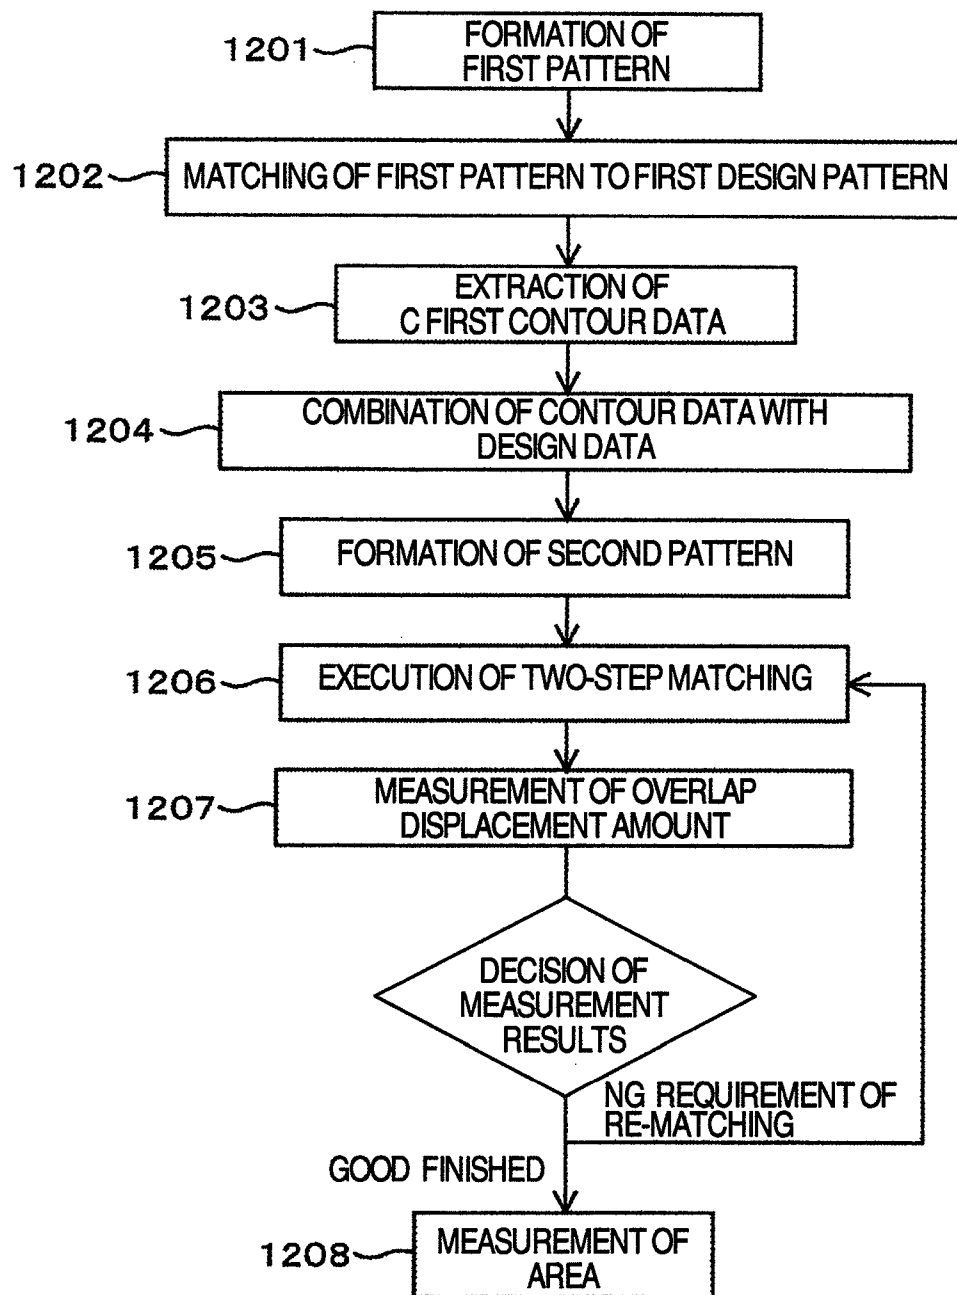 1201
FORMATION OF
FIRST PATTERN
1202
MATCHING OF FIRST PATTERN TO FIRST DESIGN PATTERN
1203
EXTRACTION OF
C FIRST CONTOUR DATA
1204
COMBINATION OF CONTOUR DATA WITH
DESIGN DATA
1205
FORMATION OF SECOND PATTERN
1206
EXECUTION OF TWO-STEP MATCHING
1207
MEASUREMENT OF OVERLAP
DISPLACEMENT AMOUNT
DECISION OF
MEASUREMENT
RESULTS
NG REQUIREMENT OF
RE-MATCHING
GOOD FINISHED
1208
MEASUREMENT OF
AREA